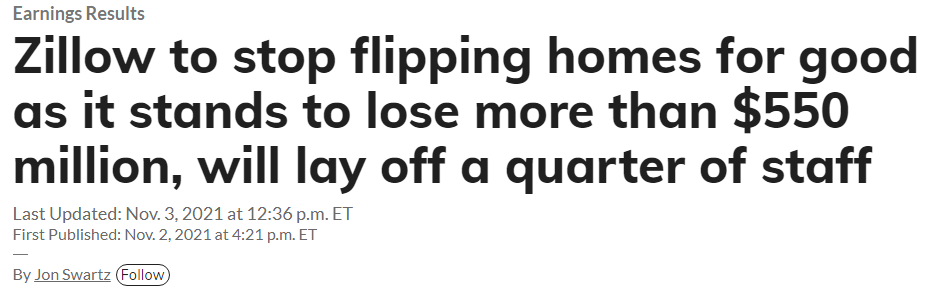 Earnings Results
Zillow to stop flipping homes for good
as it stands to lose more than $550
million, will lay off a quarter of staff
Last Updated: Nov. 3, 2021 at 12:36 p.m. ET
First Published: Nov. 2, 2021 at 4:21 p.m. ET
By Jon Swartz Follow